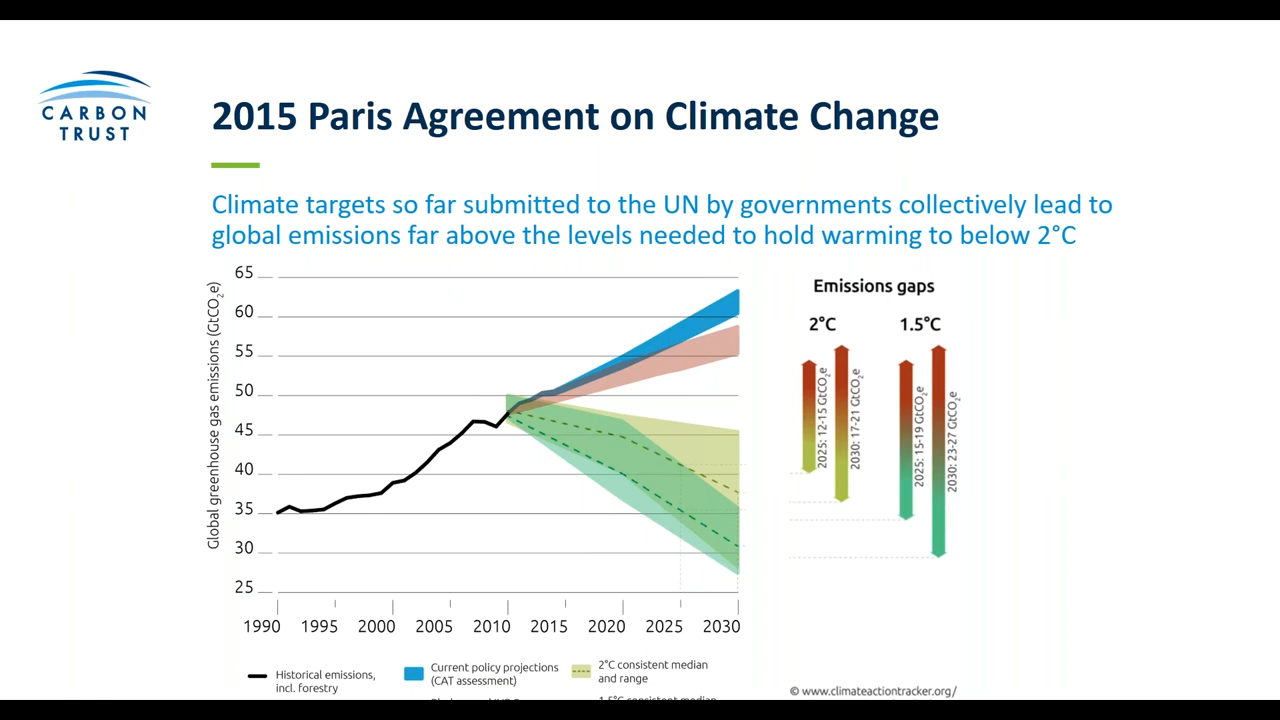 CARBON
TRUST
2015 Paris Agreement on Climate Change
Climate targets so far submitted to the UN by governments collectively lead to
global emissions far above the levels needed to hold warming to below 2°C
Global greenhouse gas emissions (GtCO₂e)
65
60
55
50
45
40
35
30
25
1990 1995 2000 2005 2010 2015 2020 2025 2030
Emissions gaps
2°C 1.5°C
2025: 12-15 GtCO₂e
2030: 17-21 GtCO₂e
2025: 15-19 GtCO₂e
2030: 23-27 GtCO₂e
Historical emissions,
incl. forestry
Current policy projections
(CAT assessment)
2°C consistent median
and range
1.5°C consistent median
© www.climateactiontracker.org/